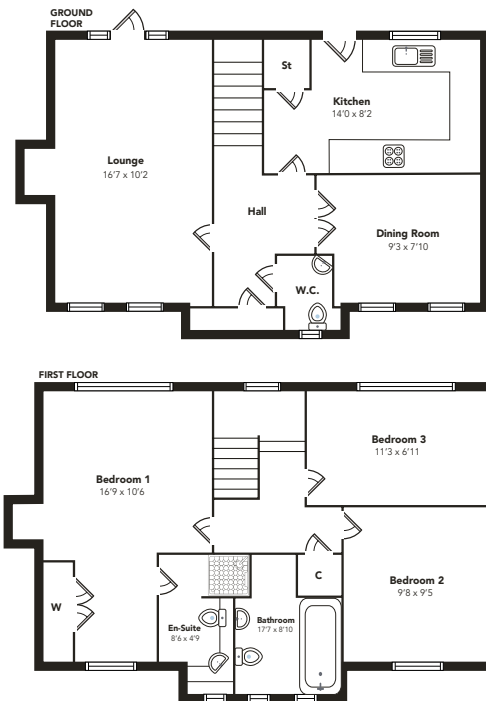 GROUND
FLOOR
St
Kitchen
14'0 x 8'2
Lounge
16'7 x 10'2
Hall
Dining Room
9'3 x 7'10
W.C.
FIRST FLOOR
Bedroom 3
11'3 x 6'11
Bedroom 1
16'9 x 10'6
C
Bedroom 2
9'8 x 9'5
W
En-Suite
8'6 x 4'9
Bathroom
17'7 x 8'10